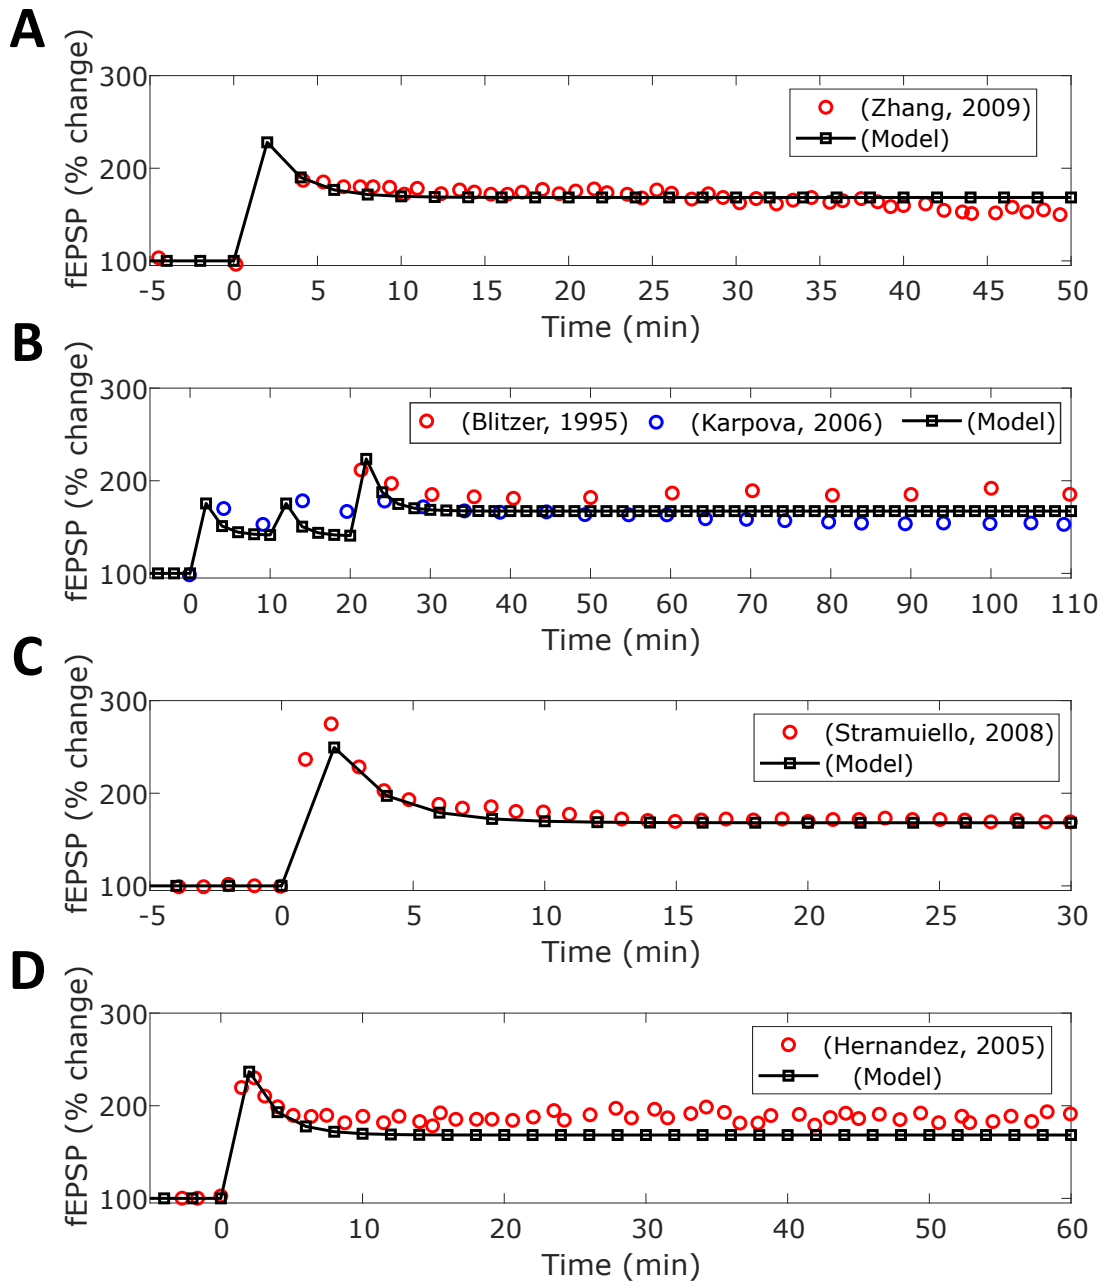 A
fEPSP (% change)
300
200
100
(Zhang, 2009)
(Model)
-5 0 5 10 15 20 25 30 35 40 45 50
Time (min)
B
fEPSP (% change)
300
200
100
(Blitzer, 1995) (Karpova, 2006) (Model)
0 10 20 30 40 50 60 70 80 90 100 110
Time (min)
C
fEPSP (% change)
300
200
100
(Stramuiello, 2008)
(Model)
-5 0 5 10 15 20 25 30
Time (min)
D
fEPSP (% change)
300
200
100
(Hernandez, 2005)
(Model)
0 10 20 30 40 50 60
Time (min)